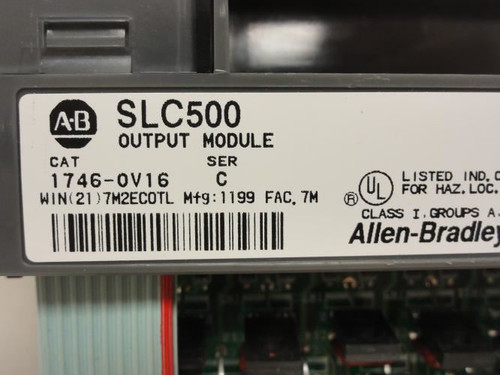 A-B
SLC500
OUTPUT MODULE
CAT SER
1746-OV16 C
WIN(21)7M2ECOTL Mfg:1199 FAC. 7M
UL
LISTED IND.
FOR HAZ. LOC.
CLASS I, GROUPS A,
Allen-Bradley